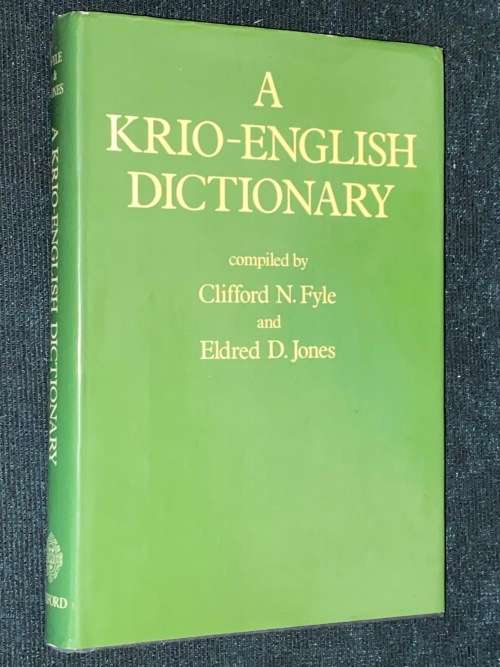 A
KRIO-ENGLISH
DICTIONARY
compiled by
Clifford N. Fyle
and
Eldred D. Jones
A KRIO-ENGLISH DICTIONARY